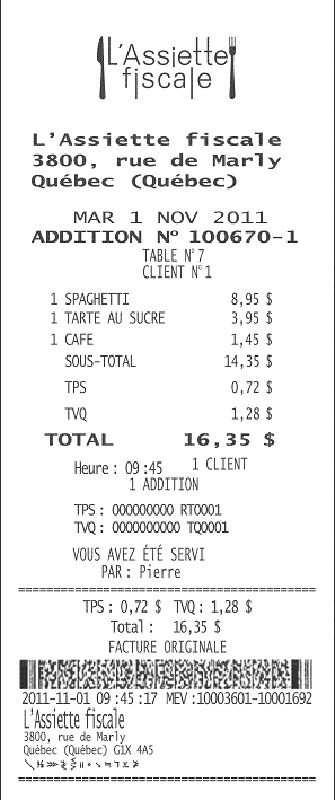 L'Assiette
fiscale
L'Assiette fiscale
3800, rue de Marly
Québec (Québec)
MAR 1 NOV 2011
ADDITION Nº 100670-1
TABLE N°7
CLIENT N°1
1 SPAGHETTI 8,95 $
1 TARTE AU SUCRE 3,95 $
1 CAFE 1,45 $
SOUS-TOTAL 14,35 $
TPS 0,72 $
TVQ 1,28 $
TOTAL 16,35 $
Heure : 09:45 1 CLIENT
1 ADDITION
TPS : 000000000 RT0001
TVQ : 0000000000 TQ0001
VOUS AVEZ ÉTÉ SERVI
PAR : Pierre
TPS : 0,72 $ TVQ : 1,28 $
Total : 16,35 $
FACTURE ORIGINALE
2011-11-01 09:45:17 MEV :10003601-10001692
L'Assiette fiscale
3800, rue de Marly
Québec (Québec) G1X 4A5